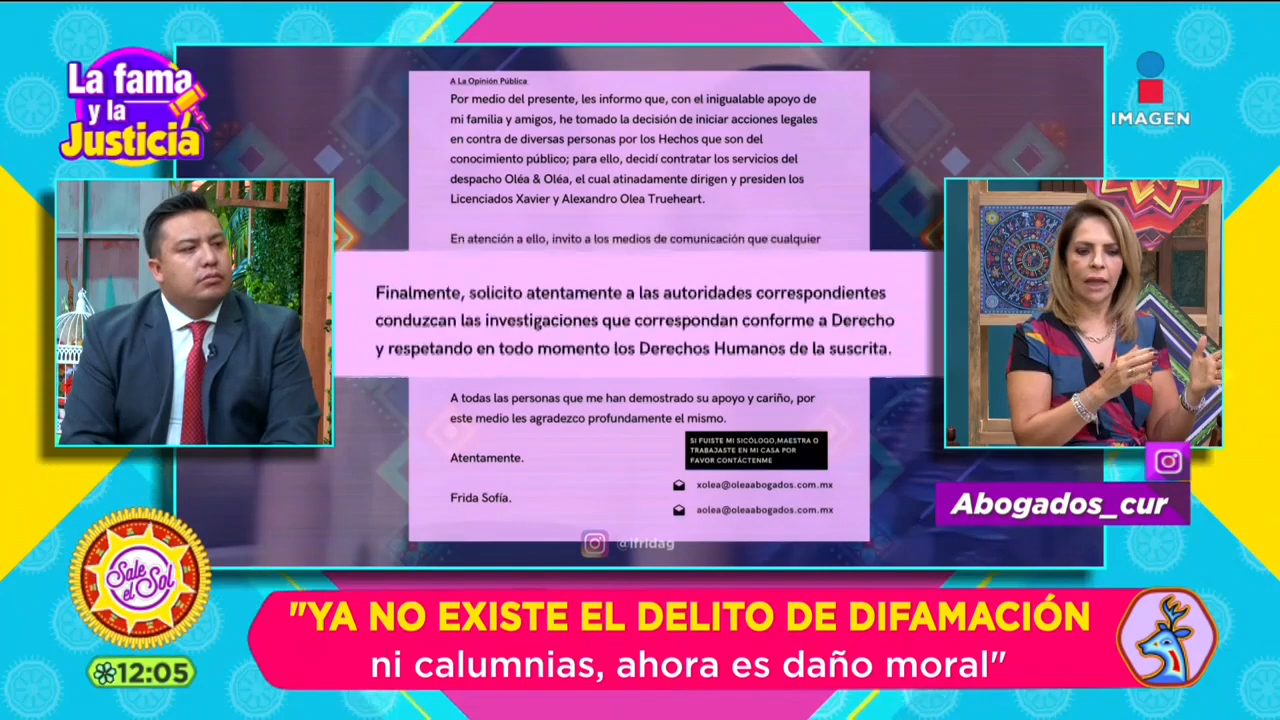 La fama
y la
Justicia
IMAGEN
A La Opinión Pública
Por medio del presente, les informo que, con el inigualable apoyo de
mi familia y amigos, he tomado la decisión de iniciar acciones legales
en contra de diversas personas por los Hechos que son del
conocimiento público; para ello, decidí contratar los servicios del
despacho Oléa & Oléa, el cual atinadamente dirigen y presiden los
Licenciados Xavier y Alexandro Olea Trueheart.
En atención a ello, invito a los medios de comunicación que cualquier
Finalmente, solicito atentamente a las autoridades correspondientes
conduzcan las investigaciones que correspondan conforme a Derecho
y respetando en todo momento los Derechos Humanos de la suscrita.
A todas las personas que me han demostrado su apoyo y cariño, por
este medio les agradezco profundamente el mismo.
Atentamente.
SI FUISTE MI SICÓLOGO,MAESTRA O
TRABAJASTE EN MI CASA POR
FAVOR CONTÁCTENME
xolea@oleaabogados.com.mx
Frida Sofía.
aolea@oleaabogados.com.mx
@ifridag
Abogados_cur
Sale
el
Sol
12:05
"YA NO EXISTE EL DELITO DE DIFAMACIÓN
ni calumnias, ahora es daño moral"